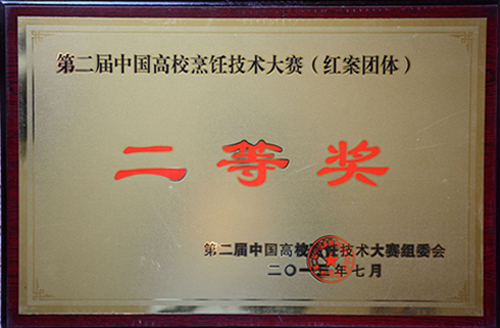 第二届中国高校烹饪技术大赛（红案团体）
二等奖
第二届中国高校烹饪技术大赛组委会
二〇一三年七月